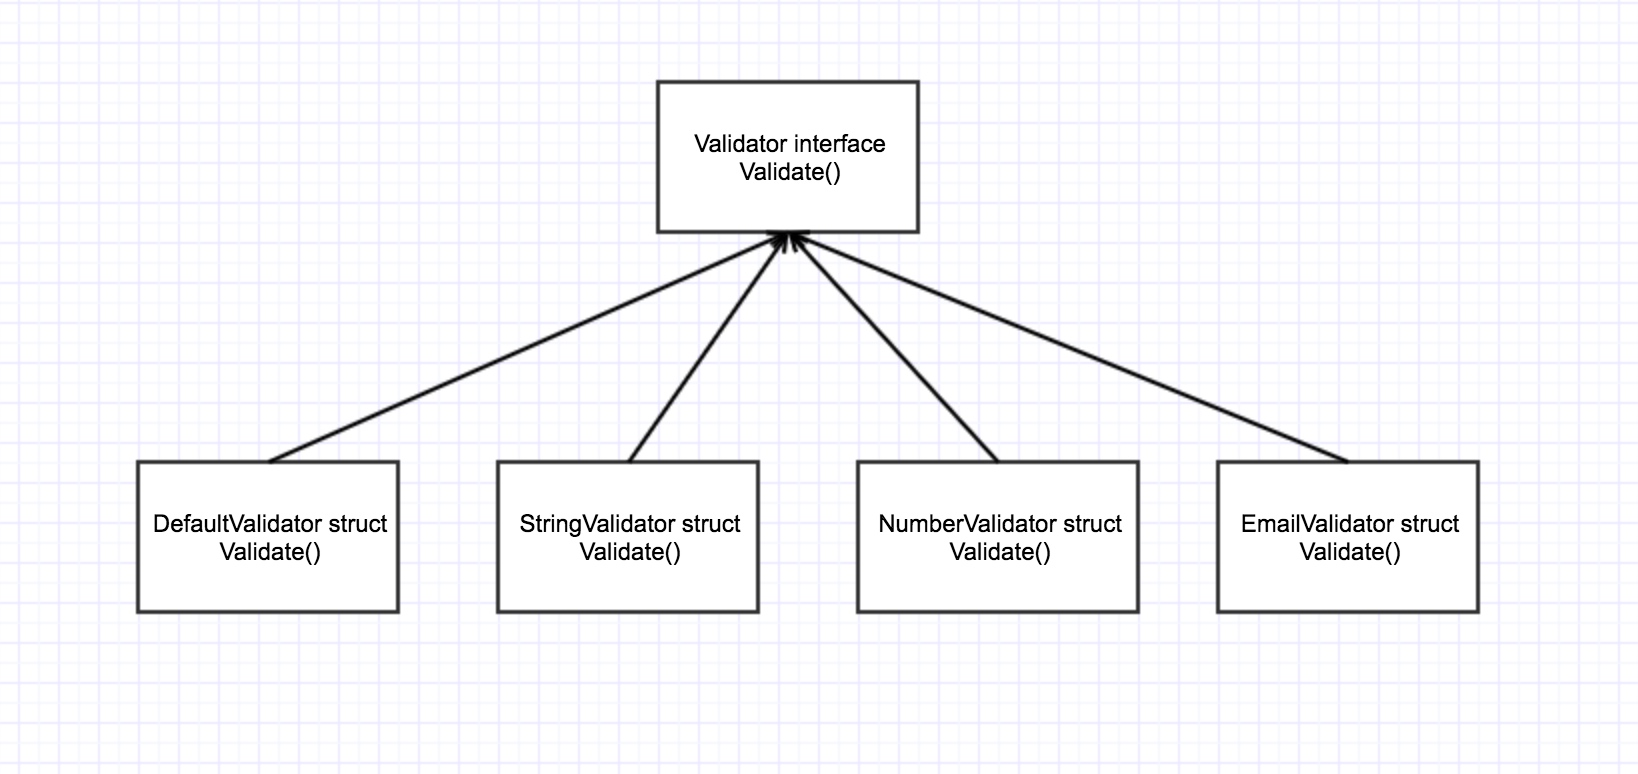 Validator interface
Validate()
DefaultValidator struct
Validate()
StringValidator struct
Validate()
NumberValidator struct
Validate()
EmailValidator struct
Validate()